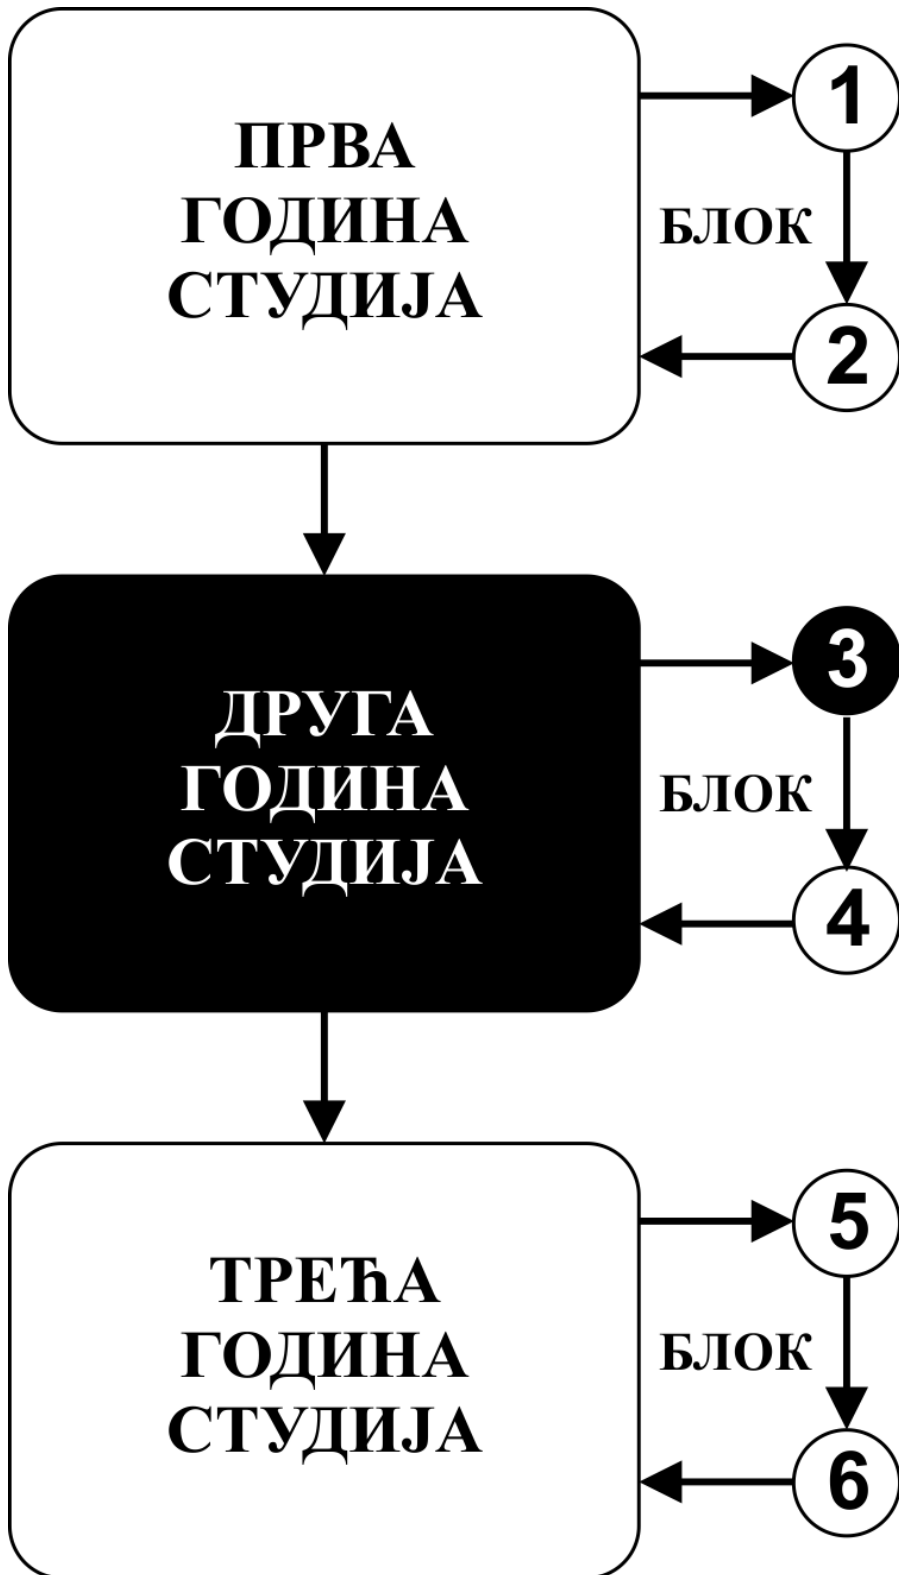 ПРВА
ГОДИНА
СТУДИЈА
1
БЛОК
2
ДРУГА
ГОДИНА
СТУДИЈА
3
БЛОК
4
ТРЕЋА
ГОДИНА
СТУДИЈА
5
БЛОК
6